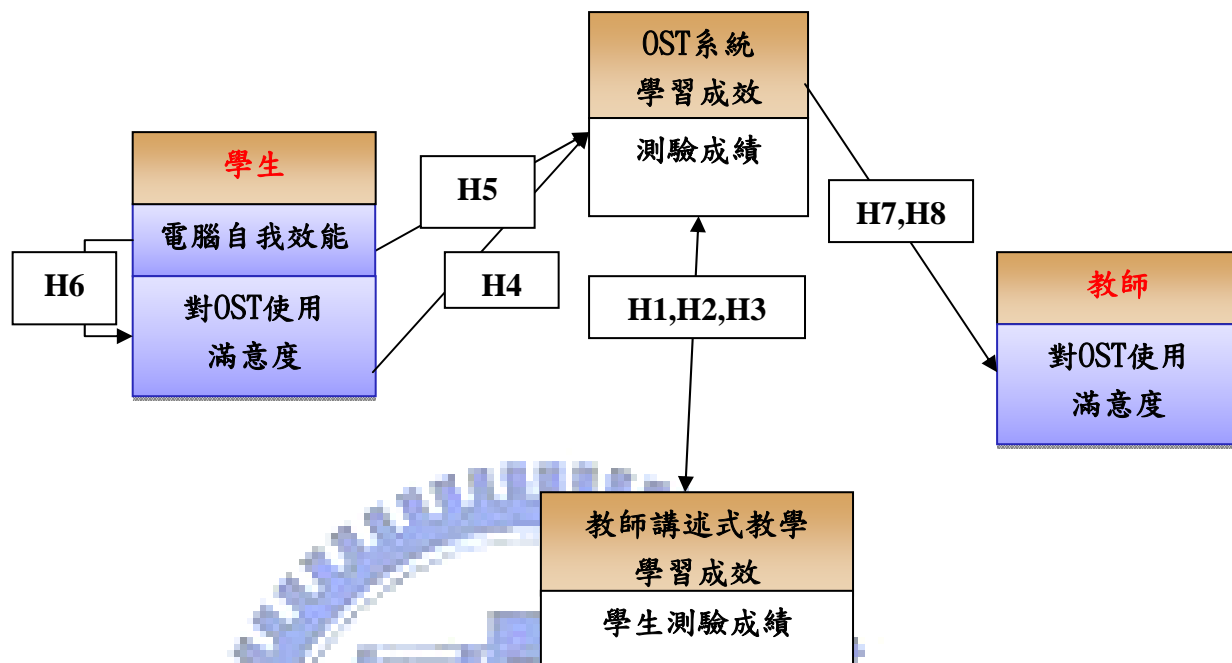 OST系統
學習成效
測驗成績
學生
電腦自我效能
對OST使用
滿意度
H5
H4
H6
H7,H8
H1,H2,H3
教師
對OST使用
滿意度
教師講述式教學
學習成效
學生測驗成績